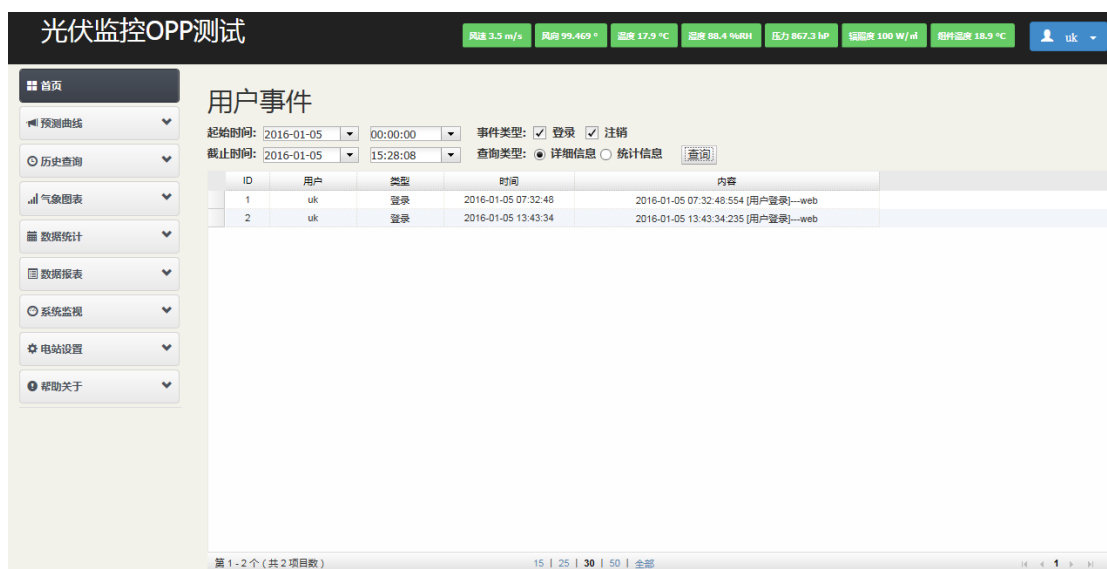 光伏监控OPP测试
风速 3.5 m/s 风向 99.469 ° 温度 17.9 °C 湿度 88.4 %RH 压力 867.3 hP 辐照度 100 W/㎡ 组件温度 18.9 °C uk
首页
预测曲线
历史查询
气象图表
数据统计
数据报表
系统监视
电站设置
帮助关于
用户事件
起始时间: 2016-01-05 00:00:00 事件类型: 登录 注销
截止时间: 2016-01-05 15:28:08 查询类型: 详细信息 统计信息 查询
ID 用户 类型 时间 内容
1 uk 登录 2016-01-05 07:32:48 2016-01-05 07:32:48:554 [用户登录]---web
2 uk 登录 2016-01-05 13:43:34 2016-01-05 13:43:34:235 [用户登录]---web
第 1 - 2 个 ( 共 2 项目数 ) 15 | 25 | 30 | 50 | 全部 1